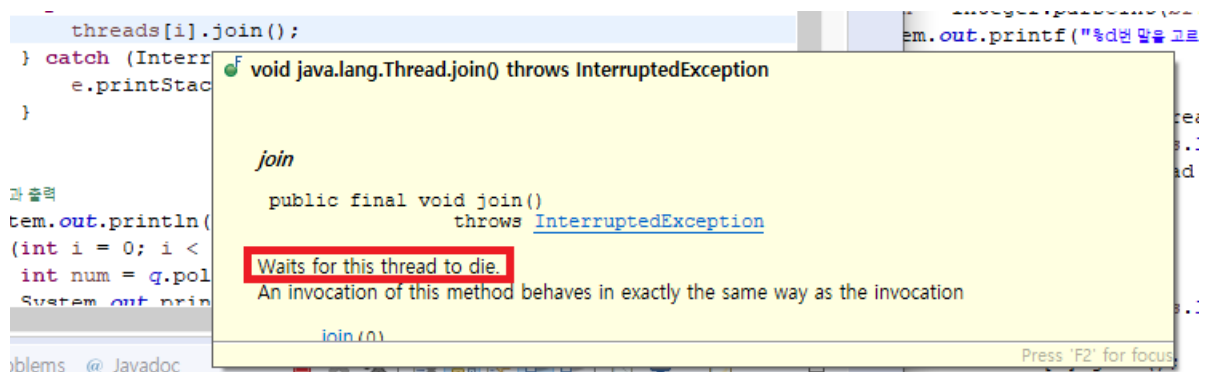 threads[i].join();
em.out.printf("%d번 말을 고르
} catch (Interr
e.printStac
}
void java.lang.Thread.join() throws InterruptedException
join
public final void join()
throws InterruptedException
Waits for this thread to die.
An invocation of this method behaves in exactly the same way as the invocation
join(0)
Press 'F2' for focus
과 출력
tem.out.println(
(int i = 0; i <
int num = q.pol
System.out.prin
oblems @ Javadoc